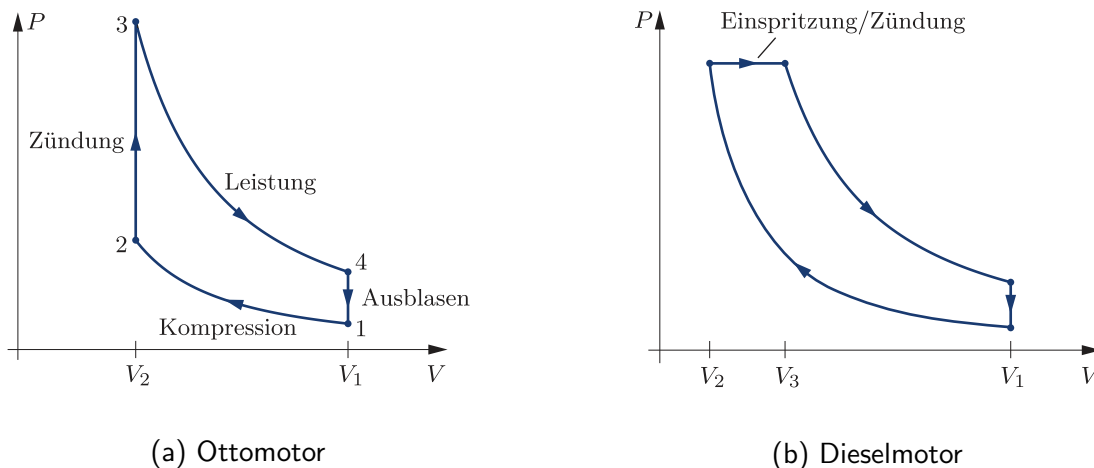 P
3
Zündung
Leistung
2
4
Ausblasen
Kompression
1
V₂
V₁
V
(a) Ottomotor
P
Einspritzung/Zündung
V₂
V₃
V₁
V
(b) Dieselmotor